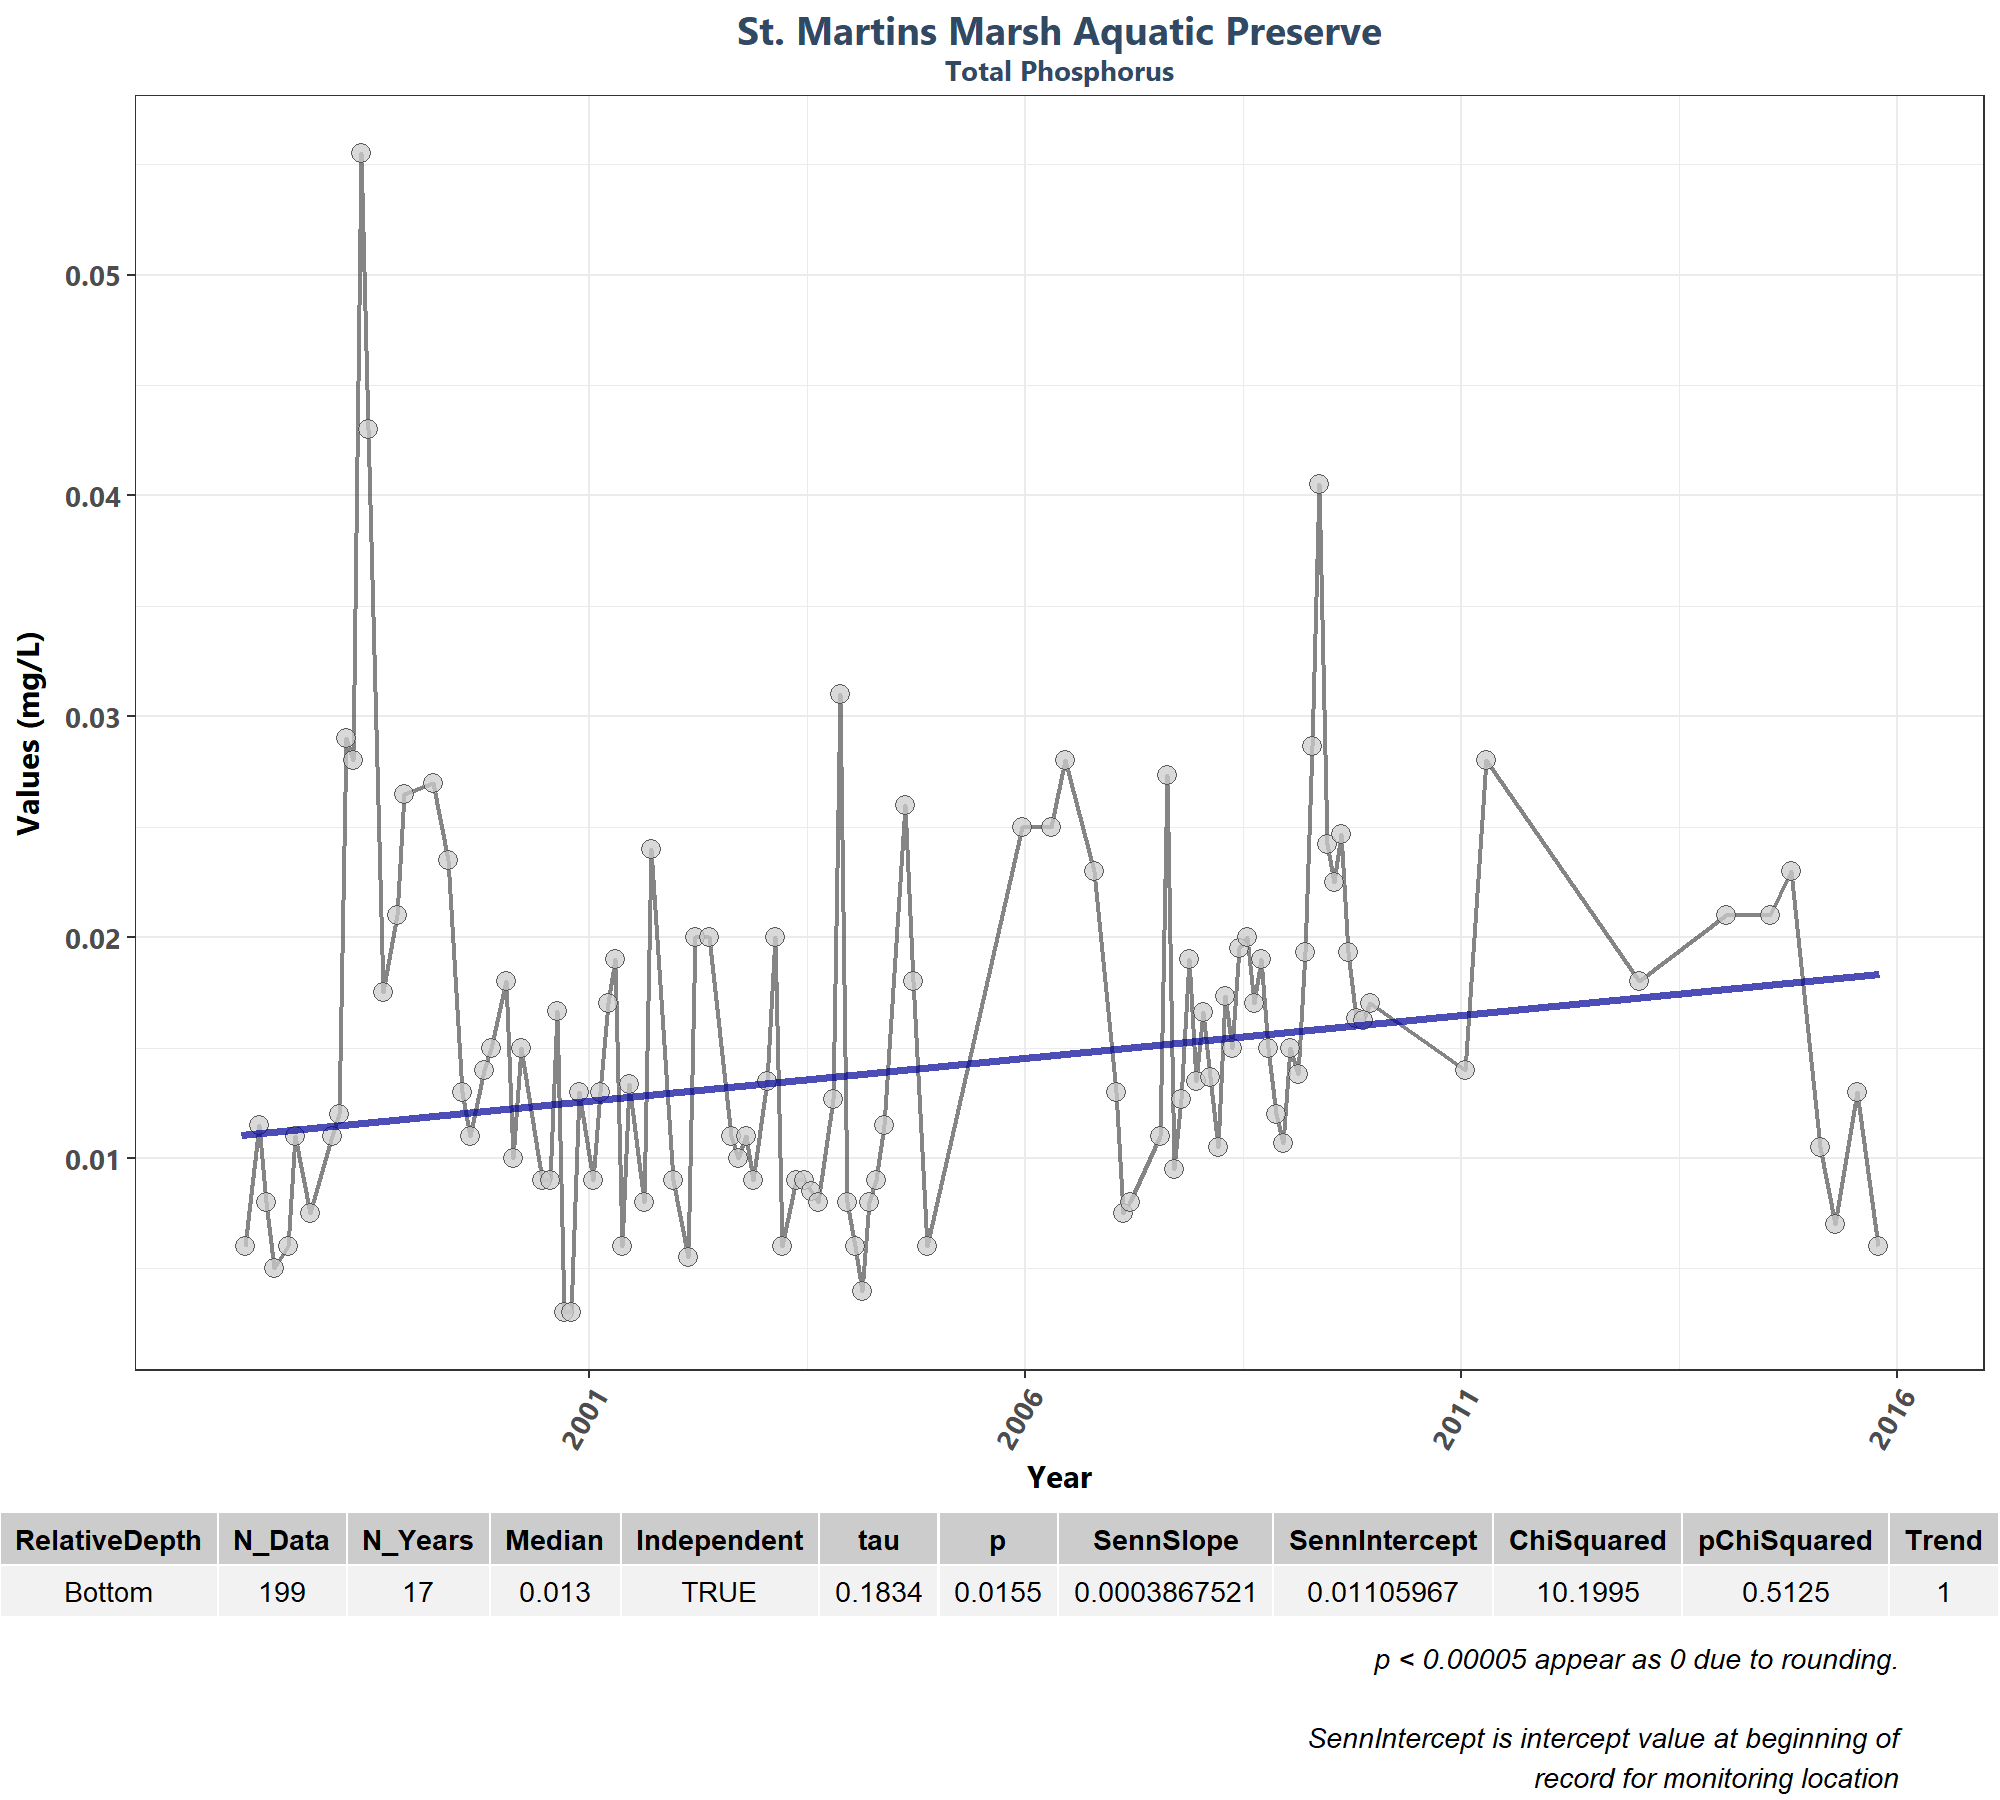 St. Martins Marsh Aquatic Preserve
Total Phosphorus
Values (mg/L)
0.05
0.04
0.03
0.02
0.01
2001
2006
2011
2016
Year
RelativeDepth N_Data N_Years Median Independent tau p SennSlope SennIntercept ChiSquared pChiSquared Trend
Bottom 199 17 0.013 TRUE 0.1834 0.0155 0.0003867521 0.01105967 10.1995 0.5125 1
p < 0.00005 appear as 0 due to rounding.
SennIntercept is intercept value at beginning of
record for monitoring location